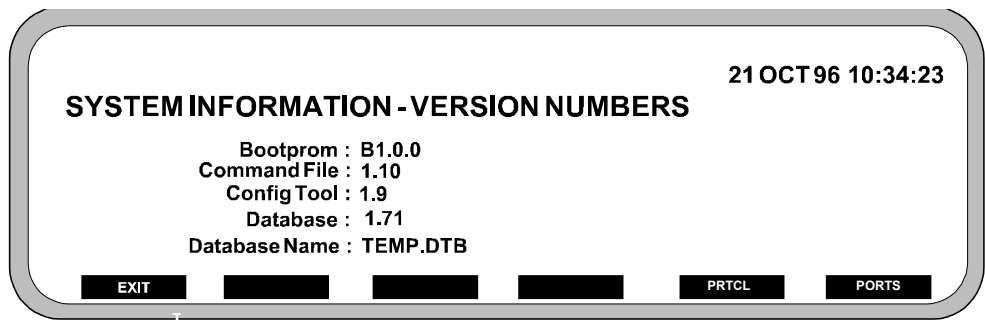 21 OCT 96 10:34:23
SYSTEM INFORMATION - VERSION NUMBERS
Bootprom : B1.0.0
Command File : 1.10
Config Tool : 1.9
Database : 1.71
Database Name : TEMP.DTB
EXIT PRTCL PORTS
T